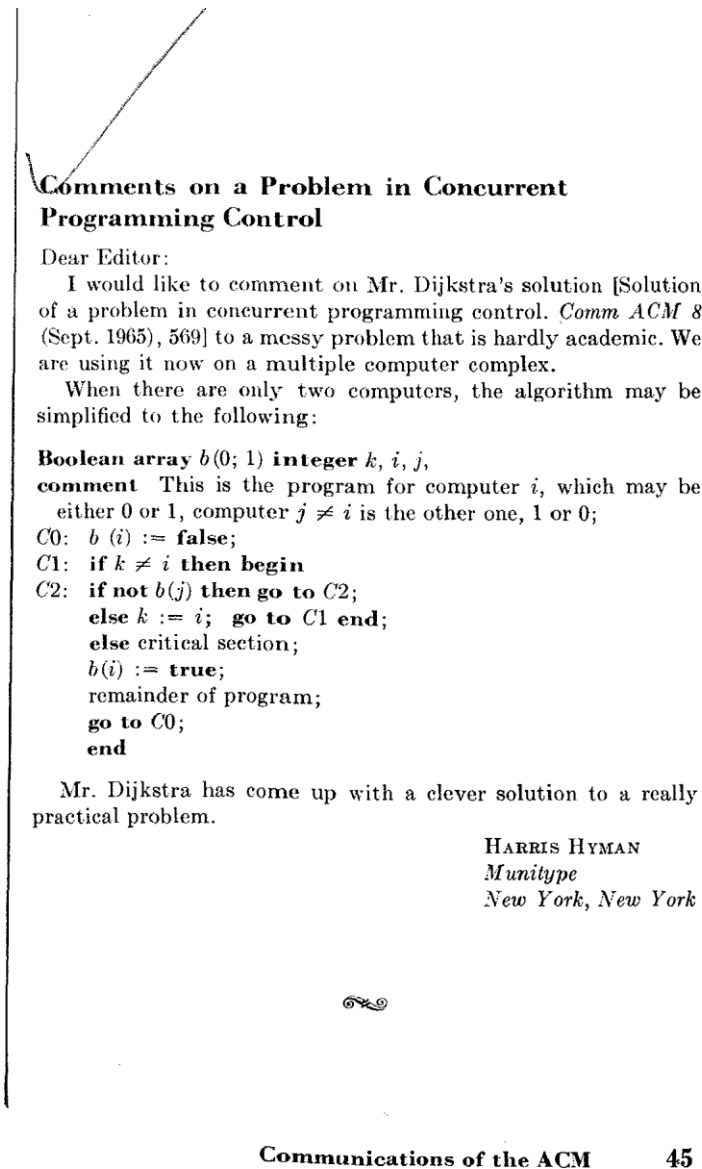 Comments on a Problem in Concurrent
Programming Control
Dear Editor:
I would like to comment on Mr. Dijkstra's solution [Solution
of a problem in concurrent programming control. Comm ACM 8
(Sept. 1965), 569] to a messy problem that is hardly academic. We
are using it now on a multiple computer complex.
When there are only two computers, the algorithm may be
simplified to the following:
Boolean array b(0; 1) integer k, i, j,
comment This is the program for computer i, which may be
either 0 or 1, computer j ≠ i is the other one, 1 or 0;
C0: b (i) := false;
C1: if k ≠ i then begin
C2: if not b(j) then go to C2;
else k := i; go to C1 end;
else critical section;
b(i) := true;
remainder of program;
go to C0;
end
Mr. Dijkstra has come up with a clever solution to a really
practical problem.
HARRIS HYMAN
Munitype
New York, New York
Communications of the ACM 45